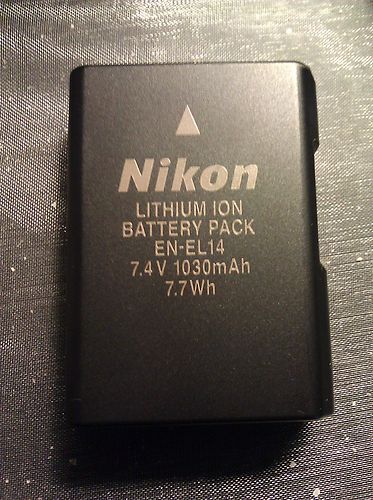 Nikon
LITHIUM ION
BATTERY PACK
EN-EL14
7.4V 1030mAh
7.7Wh